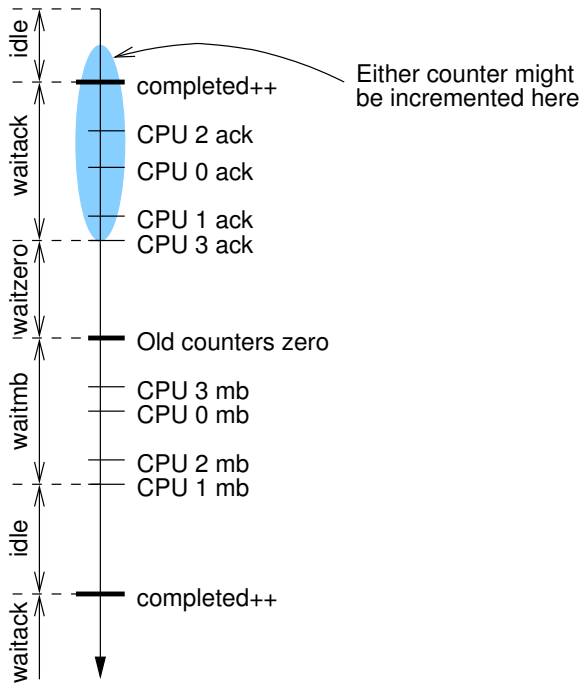 idle
completed++
Either counter might
be incremented here
waitack
CPU 2 ack
CPU 0 ack
CPU 1 ack
CPU 3 ack
waitzero
Old counters zero
waitmb
CPU 3 mb
CPU 0 mb
CPU 2 mb
CPU 1 mb
idle
completed++
waitack